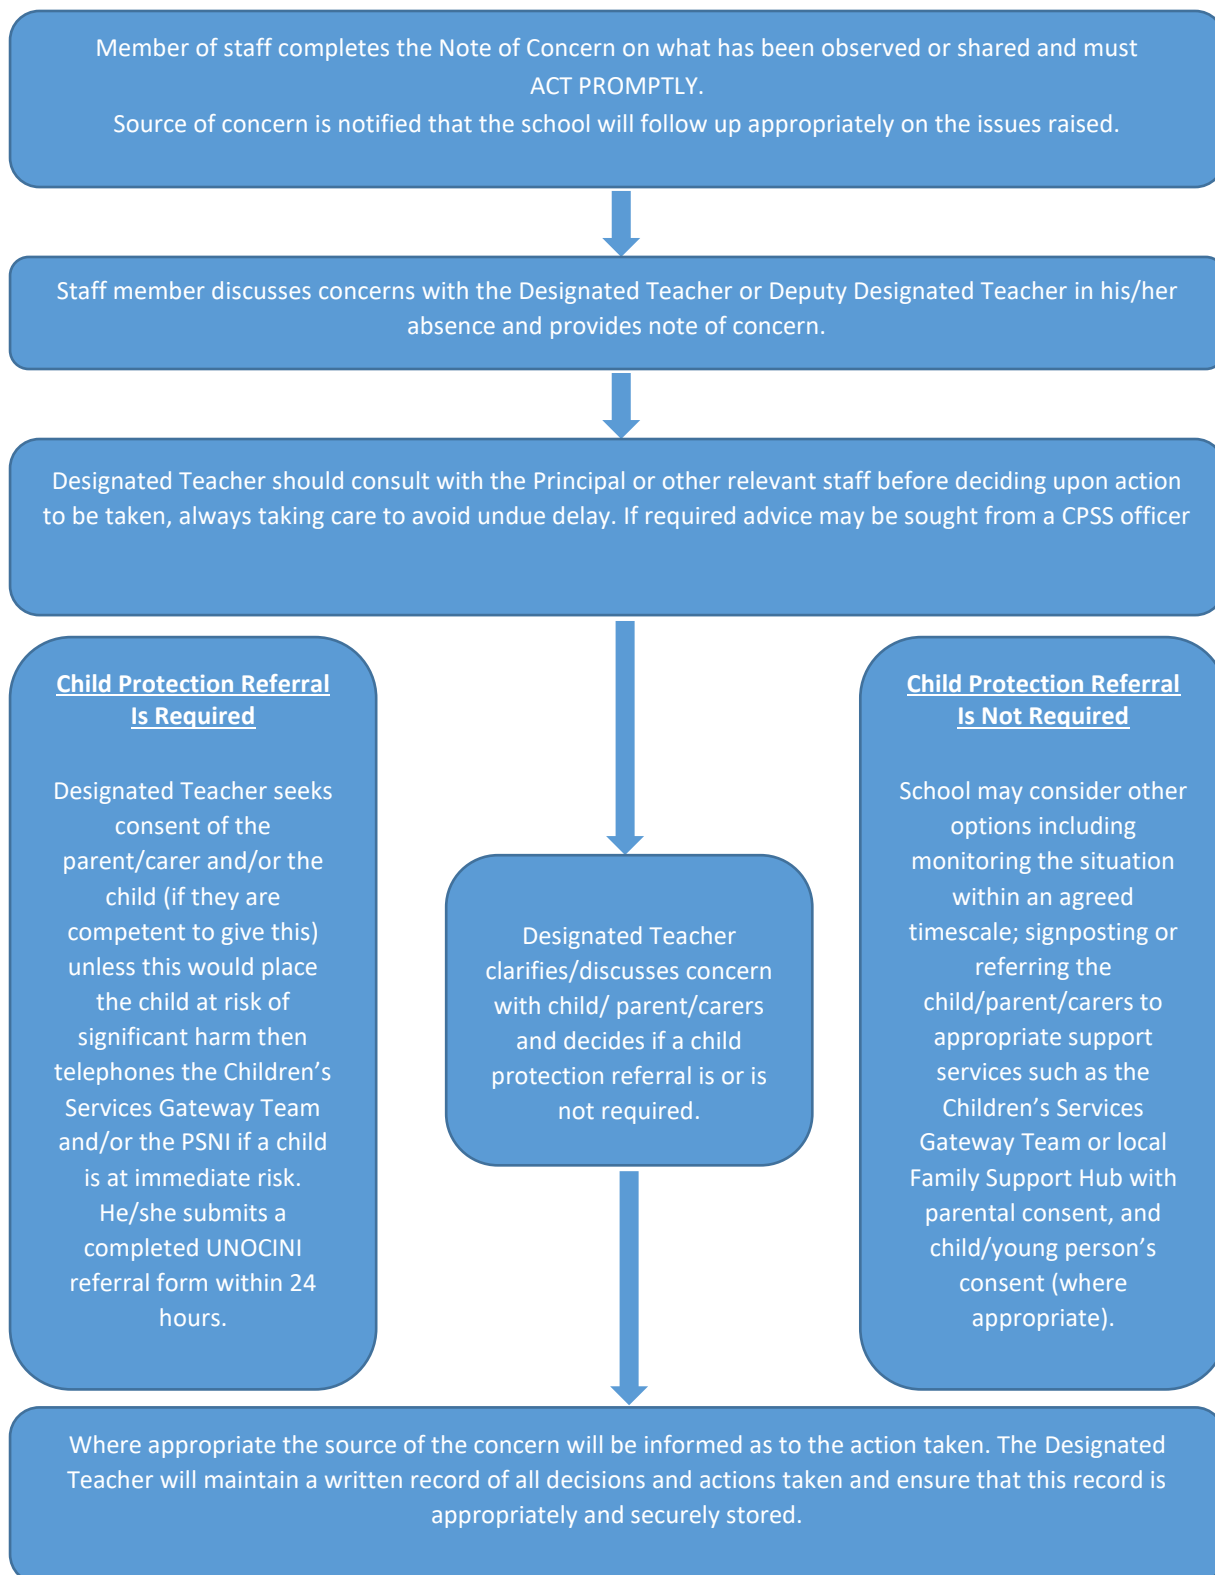 Member of staff completes the Note of Concern on what has been observed or shared and must
ACT PROMPTLY.
Source of concern is notified that the school will follow up appropriately on the issues raised.
Staff member discusses concerns with the Designated Teacher or Deputy Designated Teacher in his/her
absence and provides note of concern.
Designated Teacher should consult with the Principal or other relevant staff before deciding upon action
to be taken, always taking care to avoid undue delay. If required advice may be sought from a CPSS officer
Child Protection Referral
Is Required
Designated Teacher seeks
consent of the
parent/carer and/or the
child (if they are
competent to give this)
unless this would place
the child at risk of
significant harm then
telephones the Children’s
Services Gateway Team
and/or the PSNI if a child
is at immediate risk.
He/she submits a
completed UNOCINI
referral form within 24
hours.
Designated Teacher
clarifies/discusses concern
with child/ parent/carers
and decides if a child
protection referral is or is
not required.
Child Protection Referral
Is Not Required
School may consider other
options including
monitoring the situation
within an agreed
timescale; signposting or
referring the
child/parent/carers to
appropriate support
services such as the
Children’s Services
Gateway Team or local
Family Support Hub with
parental consent, and
child/young person’s
consent (where
appropriate).
Where appropriate the source of the concern will be informed as to the action taken. The Designated
Teacher will maintain a written record of all decisions and actions taken and ensure that this record is
appropriately and securely stored.